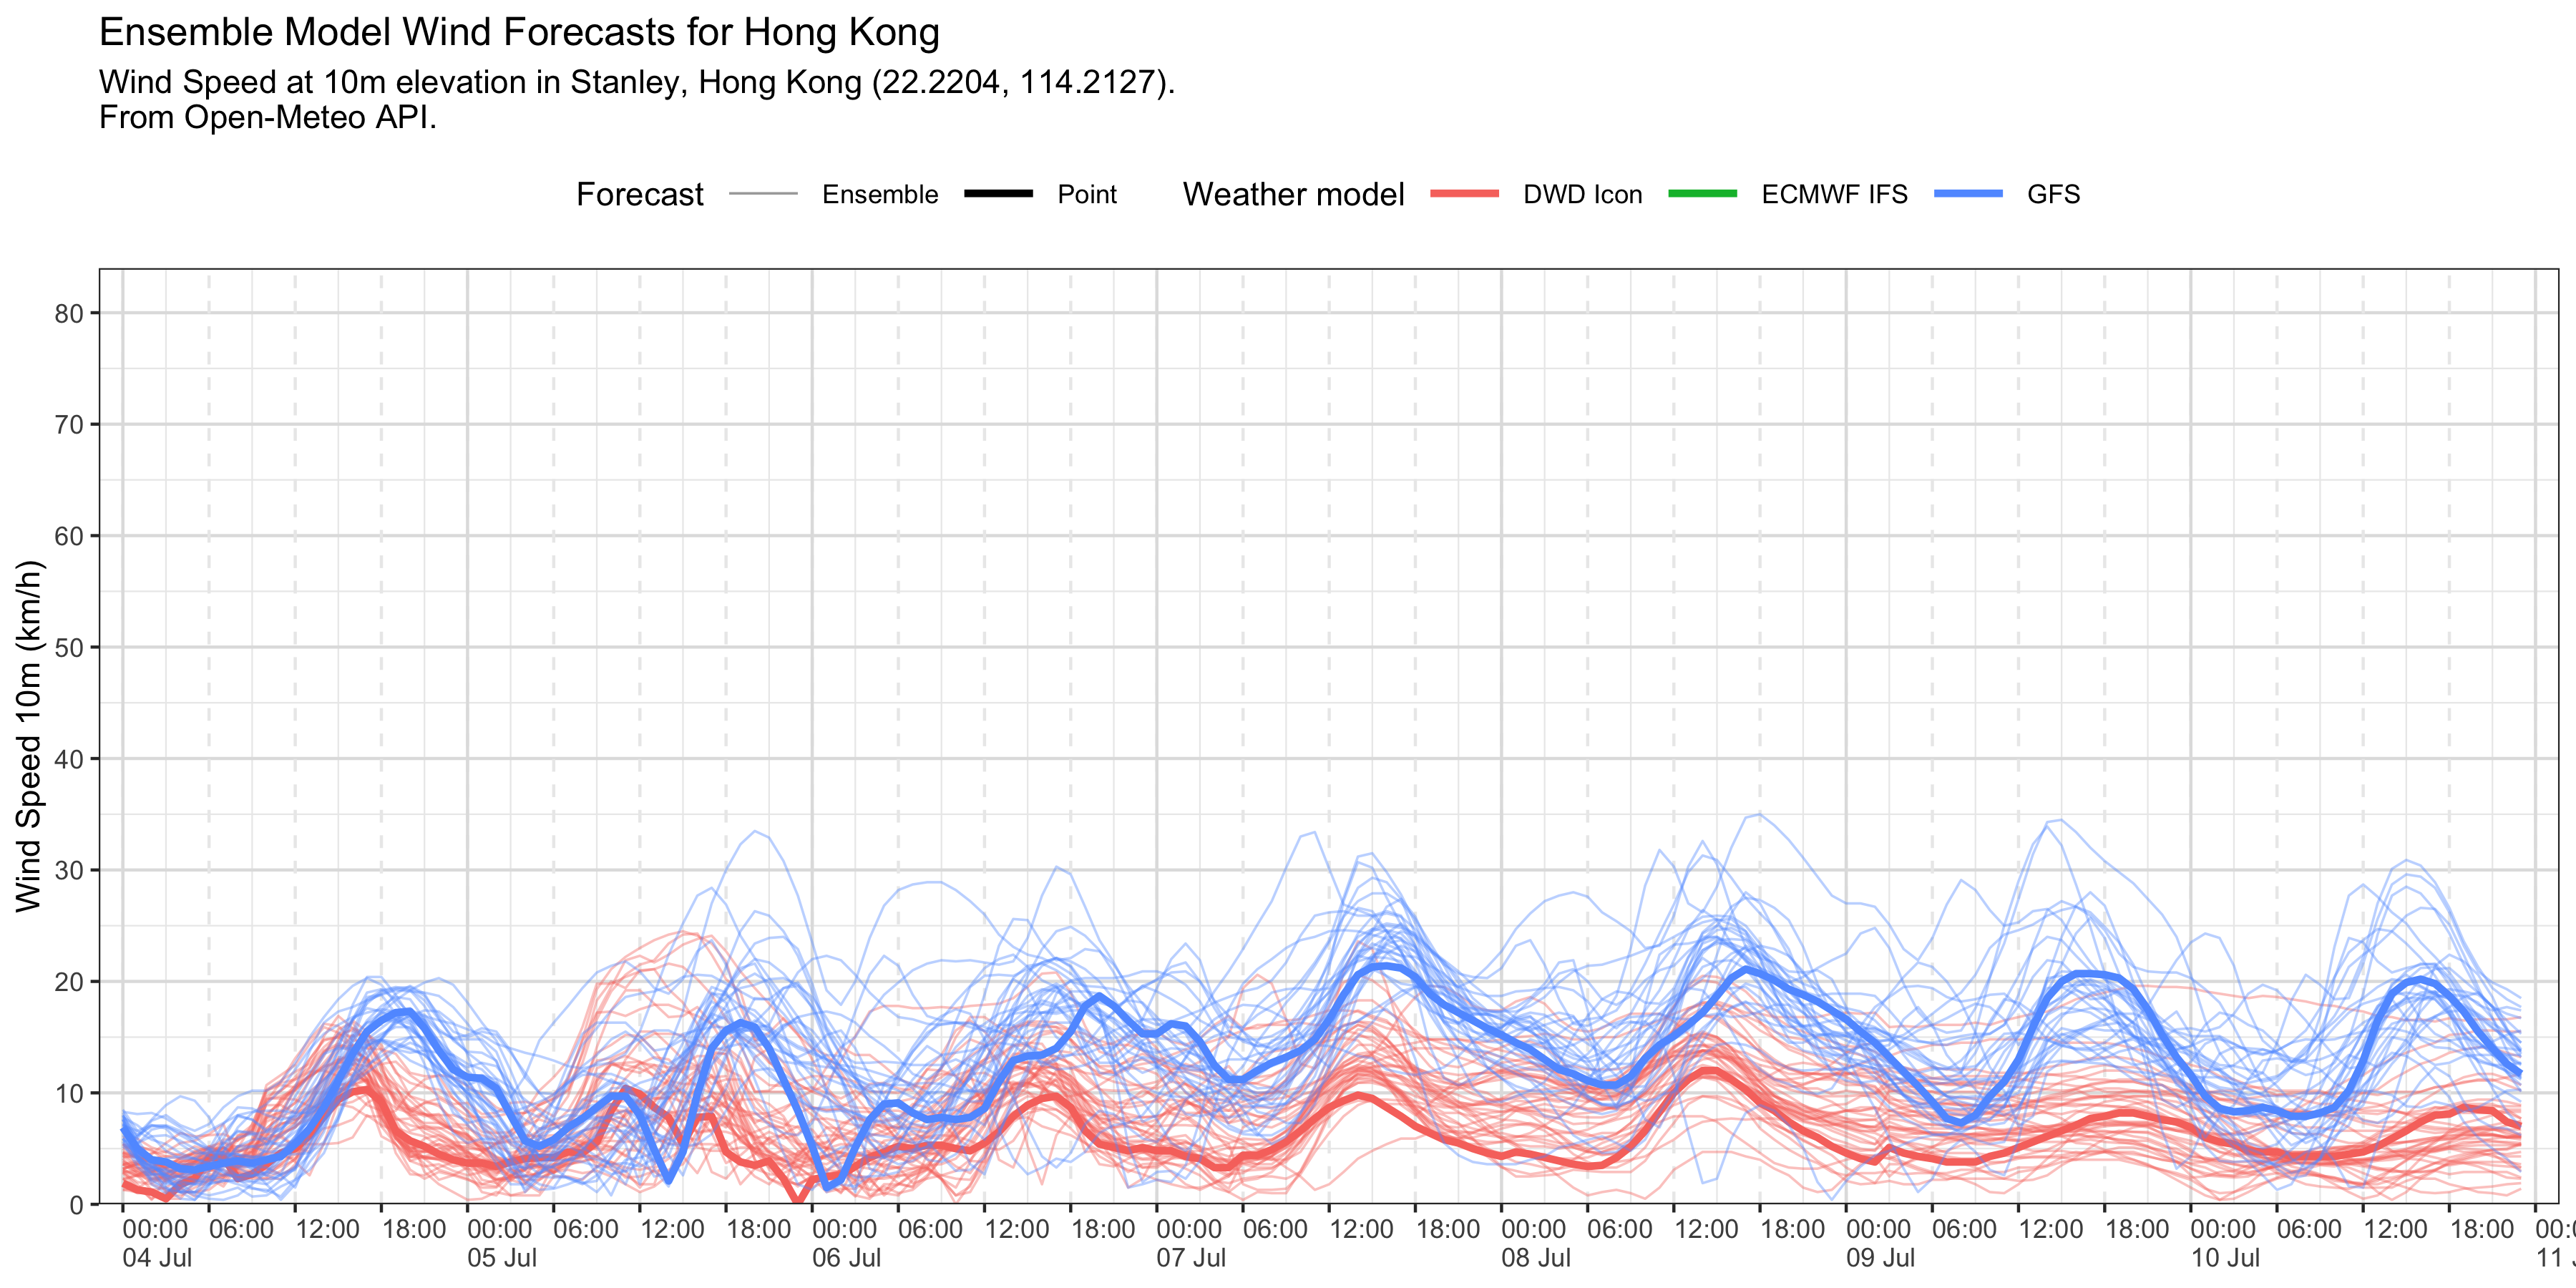 Ensemble Model Wind Forecasts for Hong Kong
Wind Speed at 10m elevation in Stanley, Hong Kong (22.2204, 114.2127).
From Open-Meteo API.
Forecast Ensemble Point Weather model DWD Icon ECMWF IFS GFS
Wind Speed 10m (km/h)
80
70
60
50
40
30
20
10
0
00:00 06:00 12:00 18:00 00:00 06:00 12:00 18:00 00:00 06:00 12:00 18:00 00:00 06:00 12:00 18:00 00:00 06:00 12:00 18:00 00:00 06:00 12:00 18:00 00:00 06:00 12:00 18:00 00:0
04 Jul 05 Jul 06 Jul 07 Jul 08 Jul 09 Jul 10 Jul 11 J